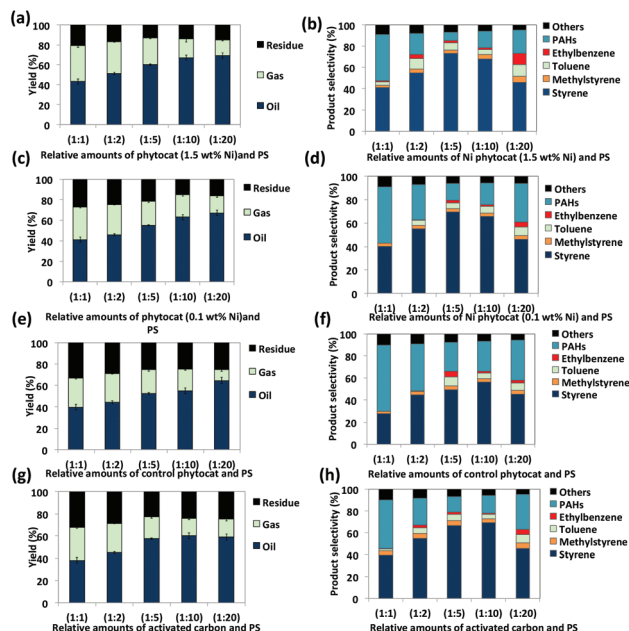 (a)
100
80
60
40
20
0
Yield (%)
Residue
Gas
Oil
(1:1) (1:2) (1:5) (1:10) (1:20)
Relative amounts of phytocat (1.5 wt% Ni)and PS
(b)
100
80
60
40
20
0
Product selectivity (%)
Others
PAHs
Ethylbenzene
Toluene
Methylstyrene
Styrene
(1:1) (1:2) (1:5) (1:10) (1:20)
Relative amounts of Ni phytocat (1.5 wt% Ni) and PS
(c)
100
80
60
40
20
0
Yield (%)
Residue
Gas
Oil
(1:1) (1:2) (1:5) (1:10) (1:20)
Relative amounts of phytocat (0.1 wt% Ni)and
PS
(d)
100
80
60
40
20
0
Product selectivity (%)
Others
PAHs
Ethylbenzene
Toluene
Methylstyrene
Styrene
(1:1) (1:2) (1:5) (1:10) (1:20)
Relative amounts of Ni phytocat (0.1 wt% Ni) and PS
(e)
100
80
60
40
20
0
Yield (%)
Residue
Gas
Oil
(1:1) (1:2) (1:5) (1:10) (1:20)
Relative amounts of control phytocat and PS
(f)
100
80
60
40
20
0
Product selectivity (%)
Others
PAHs
Ethylbenzene
Toluene
Methylstyrene
Styrene
(1:1) (1:2) (1:5) (1:10) (1:20)
Relative amounts of control phytocat and PS
(g)
100
80
60
40
20
0
Yield (%)
Residue
Gas
Oil
(1:1) (1:2) (1:5) (1:10) (1:20)
Relative amounts of activated carbon and PS
(h)
100
80
60
40
20
0
Product selectivity (%)
Others
PAHs
Ethylbenzene
Toluene
Methylstyrene
Styrene
(1:1) (1:2) (1:5) (1:10) (1:20)
Relative amounts of activated carbon and PS